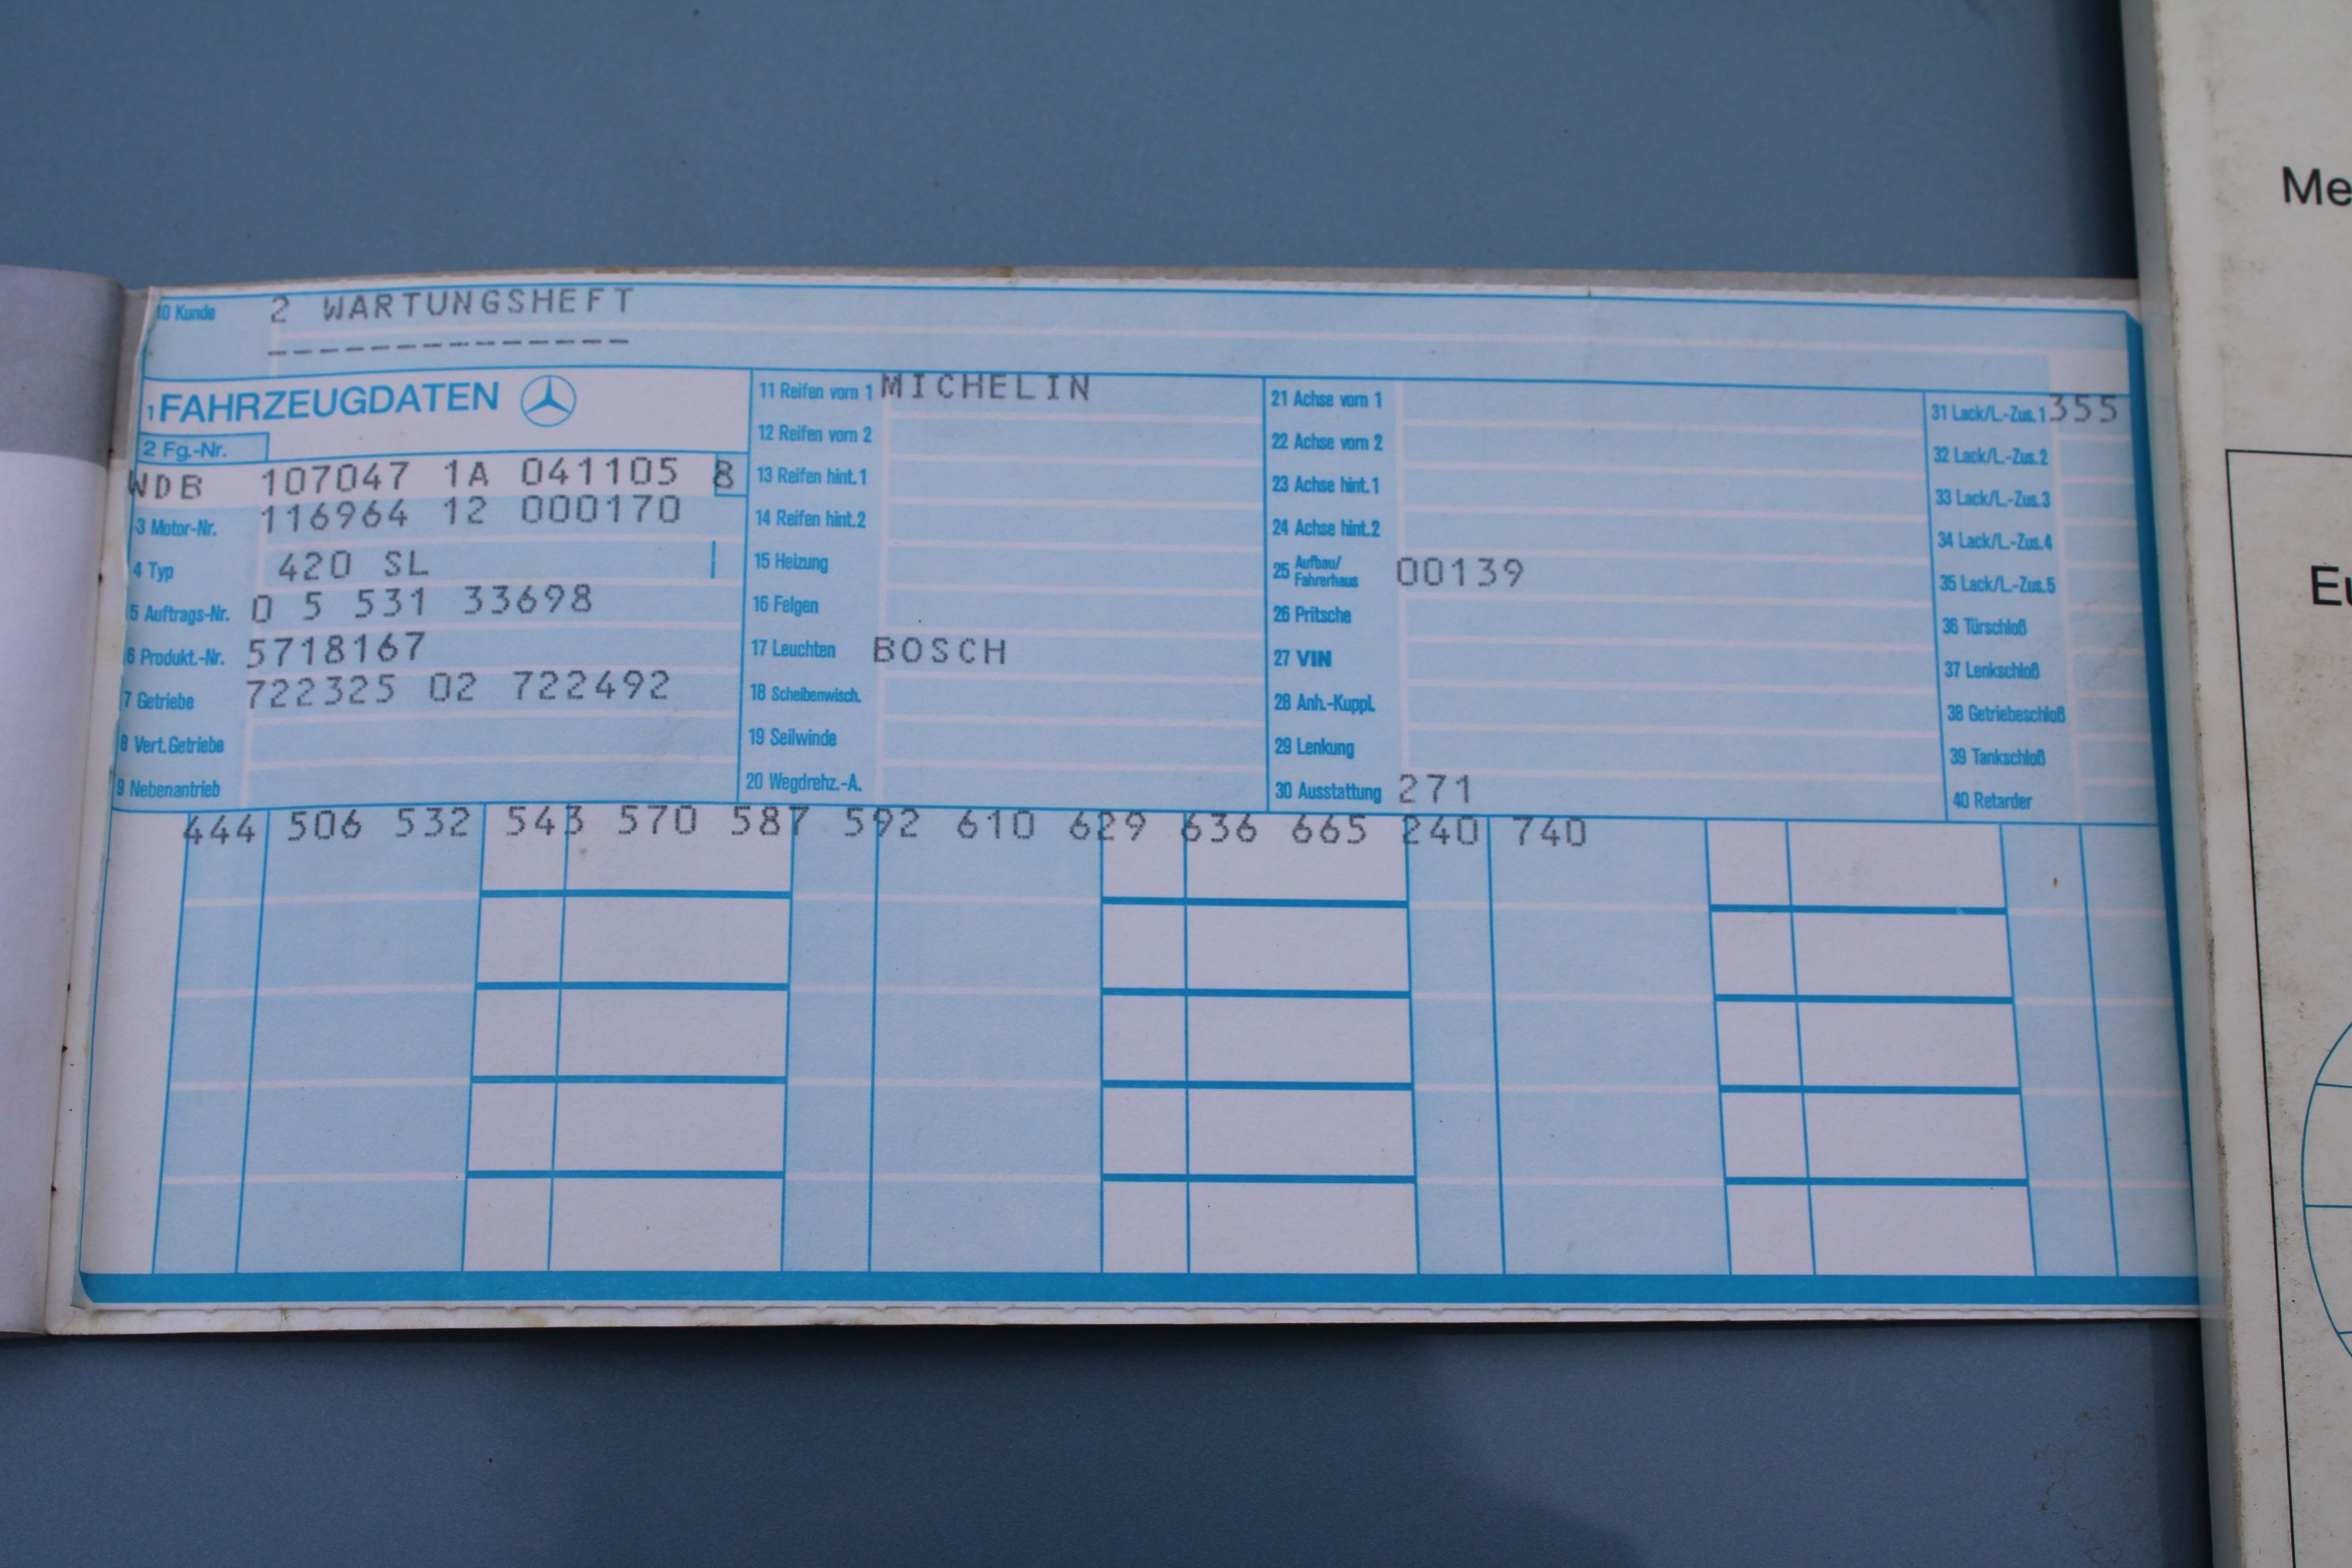 10 Kunde 2 WARTUNGSHEFT
--------------
1 FAHRZEUGDATEN
2 Fg.-Nr.
WDB 107047 1A 041105 8
3 Motor-Nr. 116964 12 000170
4 Typ 420 SL
5 Auftrags-Nr. 0 5 531 33698
6 Produkt.-Nr. 5718167
7 Getriebe 722325 02 722492
8 Vert.Getriebe
9 Nebenantrieb
11 Reifen vorn 1 MICHELIN
12 Reifen vorn 2
13 Reifen hint.1
14 Reifen hint.2
15 Heizung
16 Felgen
17 Leuchten BOSCH
18 Scheibenwisch.
19 Seilwinde
20 Wegdrehz.-A.
21 Achse vorn 1
22 Achse vorn 2
23 Achse hint.1
24 Achse hint.2
25 Aufbau/
Fahrerhaus 00139
26 Pritsche
27 VIN
28 Anh.-Kuppl.
29 Lenkung
30 Ausstattung 271
31 Lack/L.-Zus.1 355
32 Lack/L.-Zus.2
33 Lack/L.-Zus.3
34 Lack/L.-Zus.4
35 Lack/L.-Zus.5
36 Türschloß
37 Lenkschloß
38 Getriebeschloß
39 Tankschloß
40 Retarder
444 506 532 543 570 587 592 610 629 636 665 240 740
Me